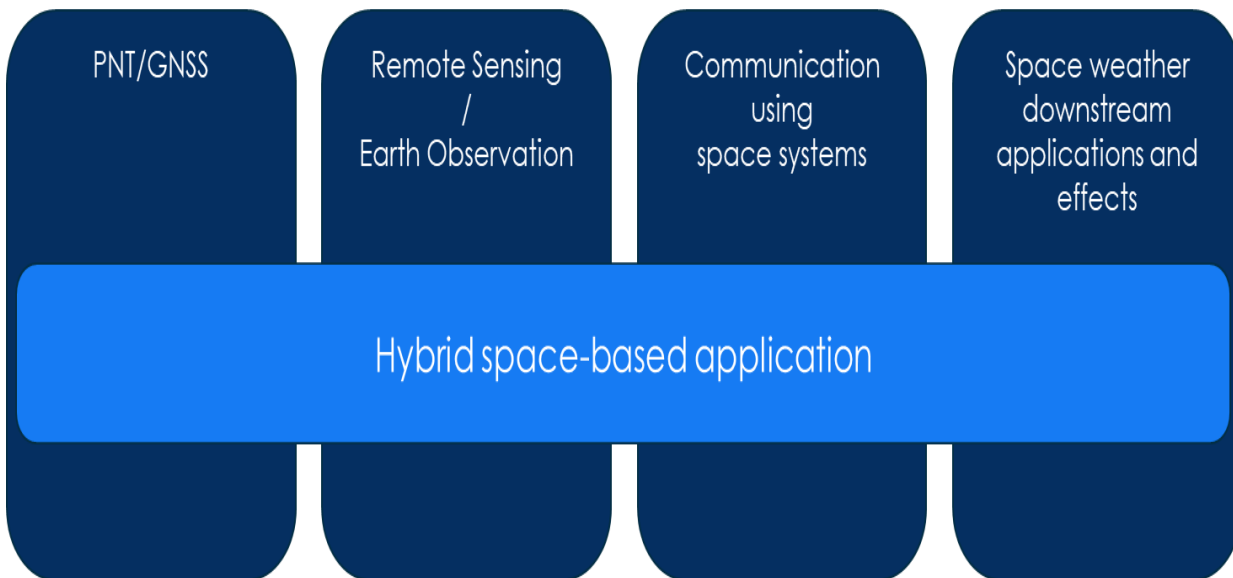 PNT/GNSS
Remote Sensing
/
Earth Observation
Communication
using
space systems
Space weather
downstream
applications and
effects
Hybrid space-based application